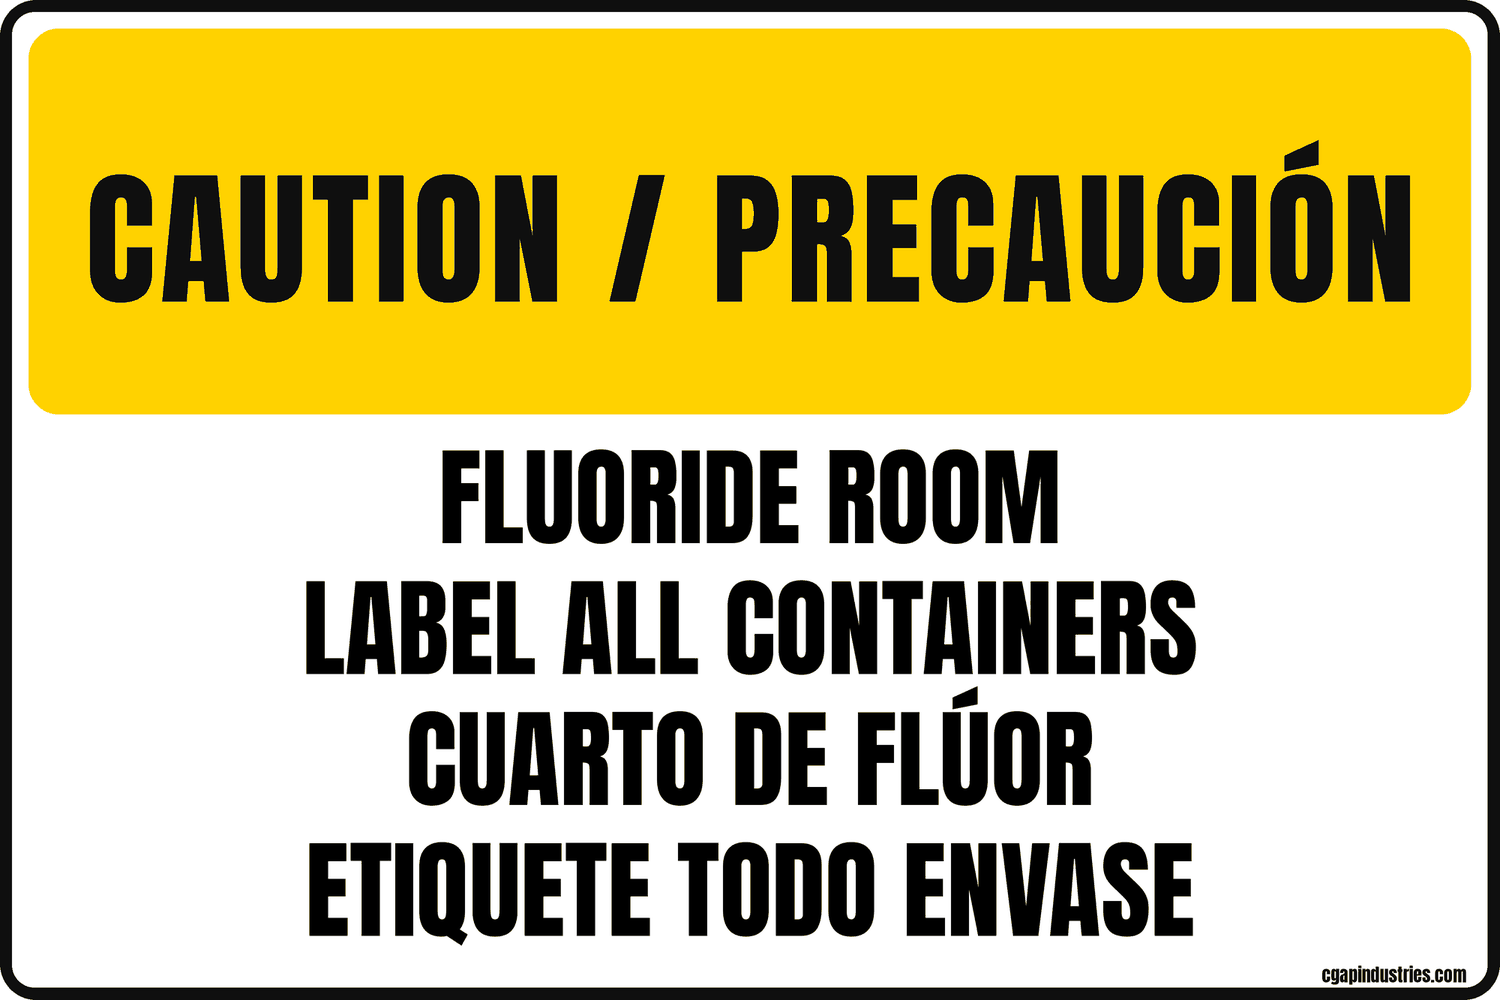 CAUTION / PRECAUCIÓN
FLUORIDE ROOM
LABEL ALL CONTAINERS
CUARTO DE FLÚOR
ETIQUETE TODO ENVASE
cgapindustries.com